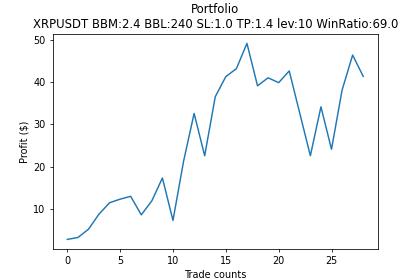 Portfolio
XRPUSDT BBM:2.4 BBL:240 SL:1.0 TP:1.4 lev:10 WinRatio:69.0
50
40
30
20
10
Profit ($)
0 5 10 15 20 25
Trade counts